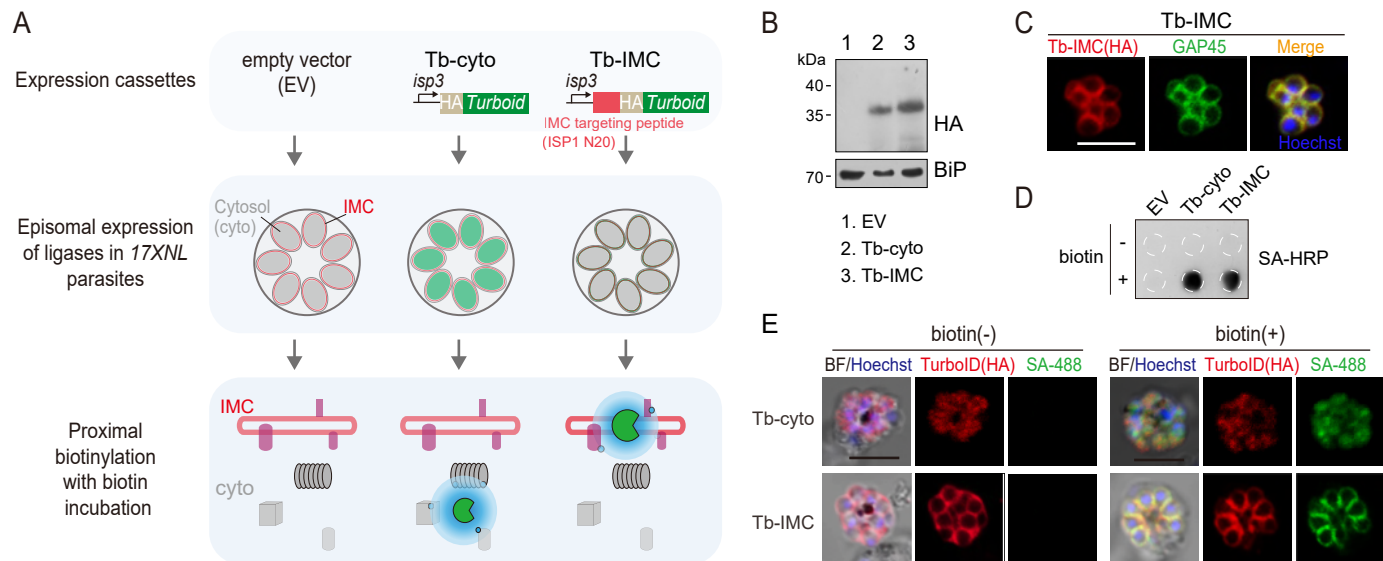 A
Expression cassettes
empty vector
(EV)
Tb-cyto
isp3
HA Turboid
Tb-IMC
isp3
HA Turboid
IMC targeting peptide
(ISP1 N20)
Episomal expression
of ligases in 17XNL
parasites
Cytosol
(cyto)
IMC
Proximal
biotinylation
with biotin
incubation
IMC
cyto
B
1 2 3
kDa
40
35
HA
70
BiP
1. EV
2. Tb-cyto
3. Tb-IMC
C
Tb-IMC
Tb-IMC(HA) GAP45 Merge
Hoechst
D
EV Tb-cyto Tb-IMC
biotin
-
+
SA-HRP
E
biotin(-) biotin(+)
BF/Hoechst TurboID(HA) SA-488 BF/Hoechst TurboID(HA) SA-488
Tb-cyto
Tb-IMC